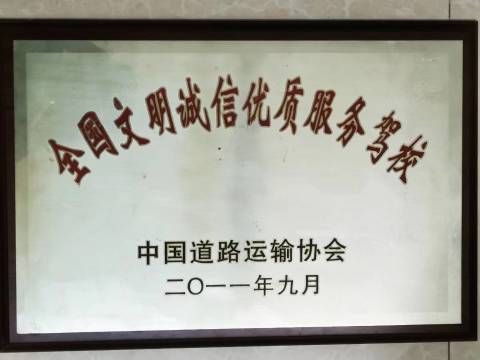 全国文明诚信优质服务驾校
中国道路运输协会
二〇一一年九月